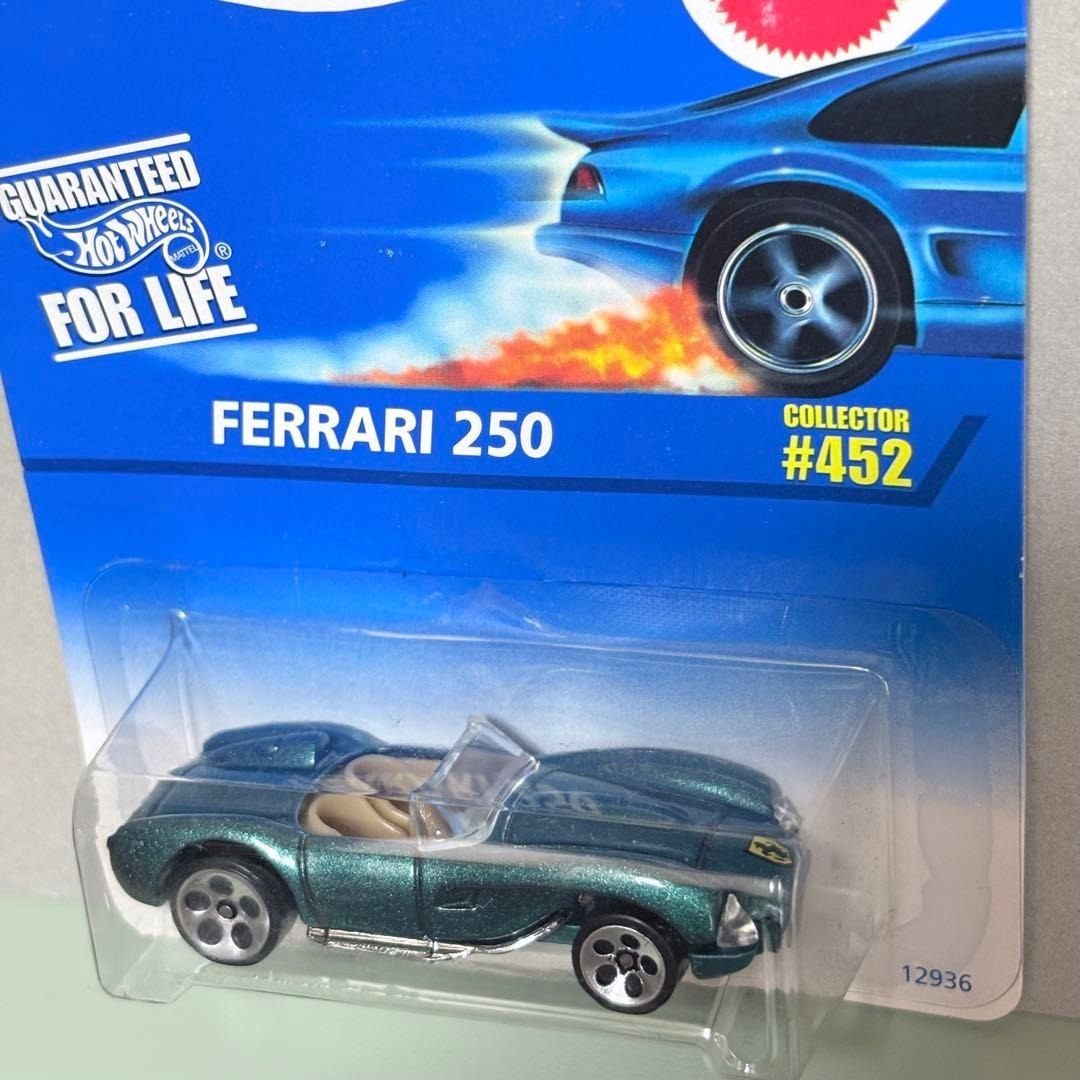 GUARANTEED
HOT WHEELS
MATTEL
®
FOR LIFE
FERRARI 250
COLLECTOR
#452
12936